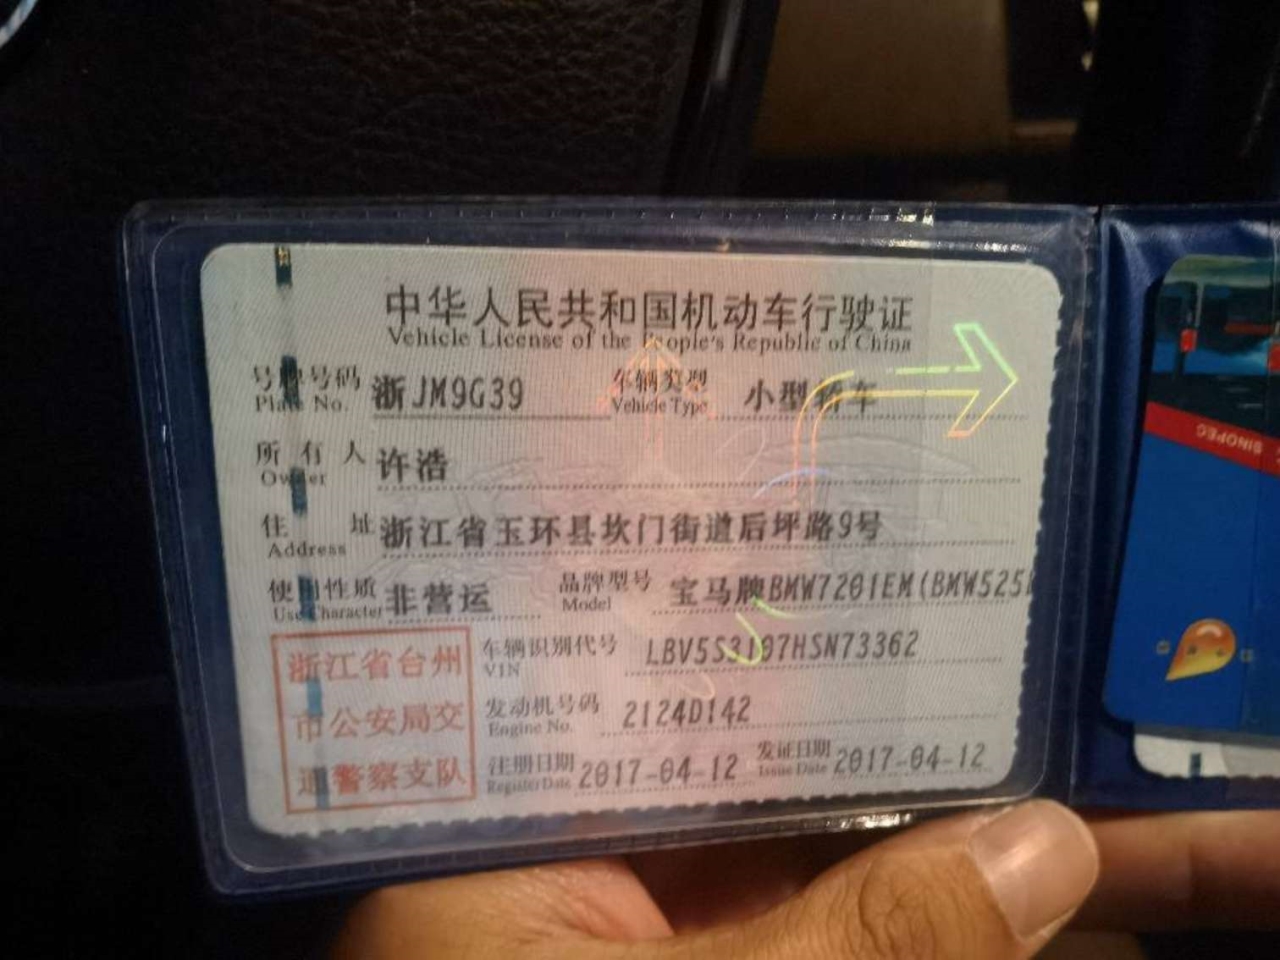 中华人民共和国机动车行驶证
Vehicle License of the People's Republic of China
号牌号码 浙JM9G39 车辆类型 小型轿车
Plate No. Vehicle Type
所有人 许浩
Owner
住址 浙江省玉环县坎门街道后坪路9号
Address
使用性质 非营运 品牌型号 宝马牌BMW7201EM(BMW525
Use Character Model
浙江省台州
市公安局交
通警察支队
车辆识别代号 LBV5S3107HSN73362
VIN
发动机号码 2124D142
Engine No.
注册日期 2017-04-12 发证日期 2017-04-12
Register Date Issue Date
SINOPEC